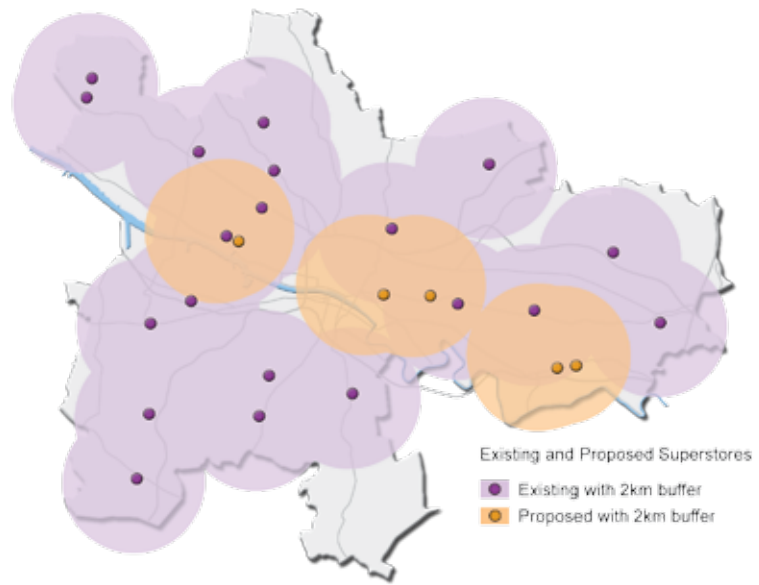 Existing and Proposed Superstores
Existing with 2km buffer
Proposed with 2km buffer